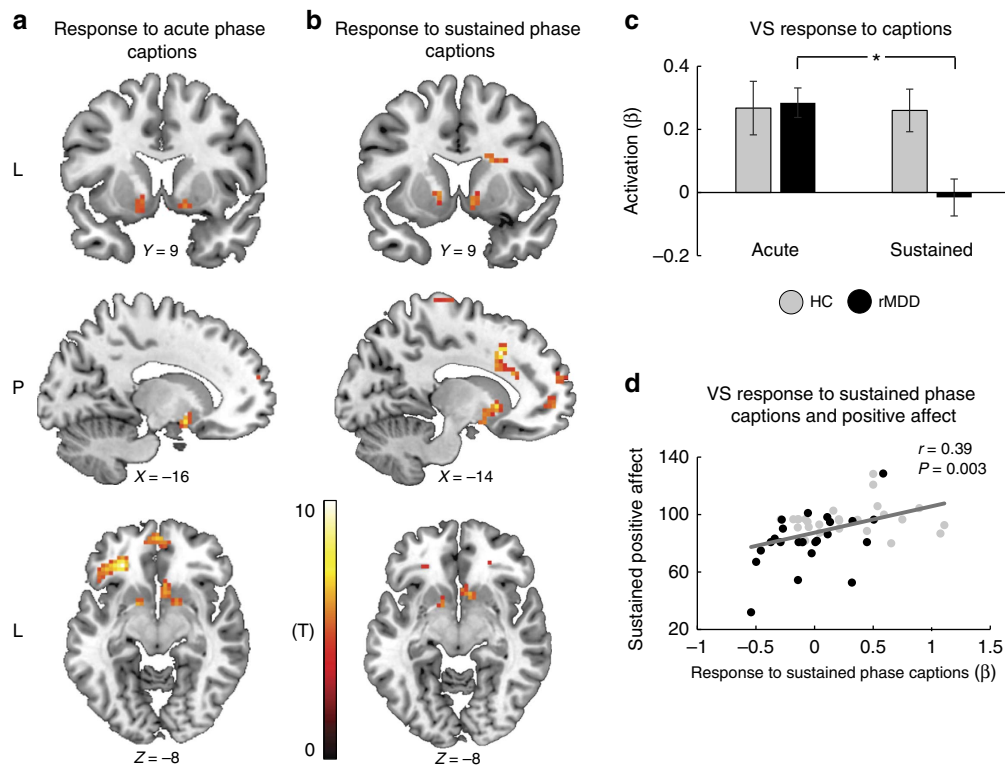 a
Response to acute phase
captions
L
Y = 9
P
X = −16
L
Z = −8
b
Response to sustained phase
captions
Y = 9
X = −14
10
(T)
0
Z = −8
c
VS response to captions
0.4
0.2
0
−0.2
Activation (β)
*
Acute
Sustained
HC
rMDD
d
VS response to sustained phase
captions and positive affect
r = 0.39
P = 0.003
140
100
60
20
Sustained positive affect
−1
−0.5
0
0.5
1
1.5
Response to sustained phase captions (β)